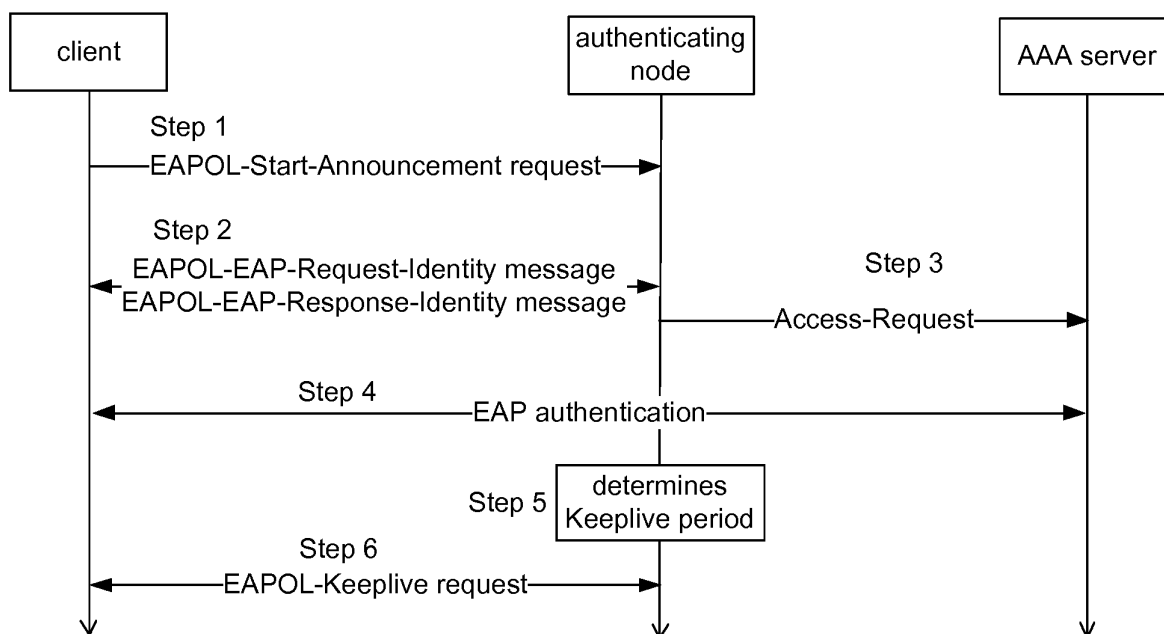 client
authenticating
node
AAA server
Step 1
EAPOL-Start-Announcement request
Step 2
EAPOL-EAP-Request-Identity message
EAPOL-EAP-Response-Identity message
Step 3
Access-Request
Step 4
EAP authentication
Step 5
determines
Keeplive period
Step 6
EAPOL-Keeplive request